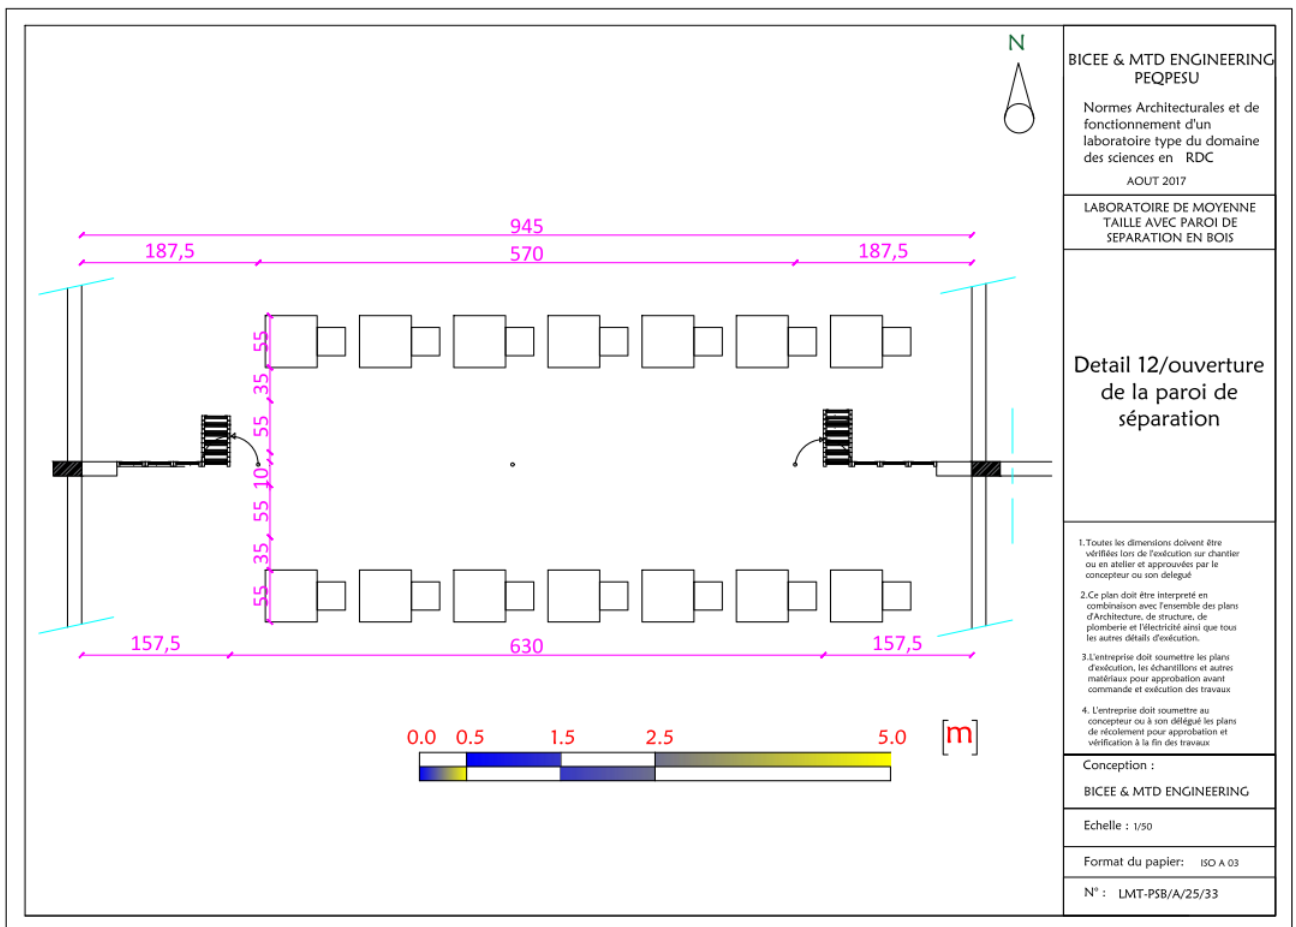 N
945
187,5
570
187,5
55
35
55
10
55
35
55
157,5
630
157,5
0.0 0.5 1.5 2.5 5.0 [m]
BICEE & MTD ENGINEERING
PEQPESU
Normes Architecturales et de
fonctionnement d'un
laboratoire type du domaine
des sciences en RDC
AOUT 2017
LABORATOIRE DE MOYENNE
TAILLE AVEC PAROI DE
SEPARATION EN BOIS
Detail 12/ouverture
de la paroi de
séparation
1.Toutes les dimensions doivent être
vérifiées lors de l'exécution sur chantier
ou en atelier et approuvées par le
concepteur ou son delegué
2.Ce plan doit être interpreté en
combinaison avec l'ensemble des plans
d'Architecture, de structure, de
plomberie et l'électricité ainsi que tous
les autres détails d'exécution.
3.L'entreprise doit soumettre les plans
d'exécution, les échantillons et autres
matériaux pour approbation avant
commande et exécution des travaux
4. L'entreprise doit soumettre au
concepteur ou à son délégué les plans
de récolement pour approbation et
vérification à la fin des travaux
Conception :
BICEE & MTD ENGINEERING
Echelle : 1/50
Format du papier: ISO A 03
N° : LMT-PSB/A/25/33